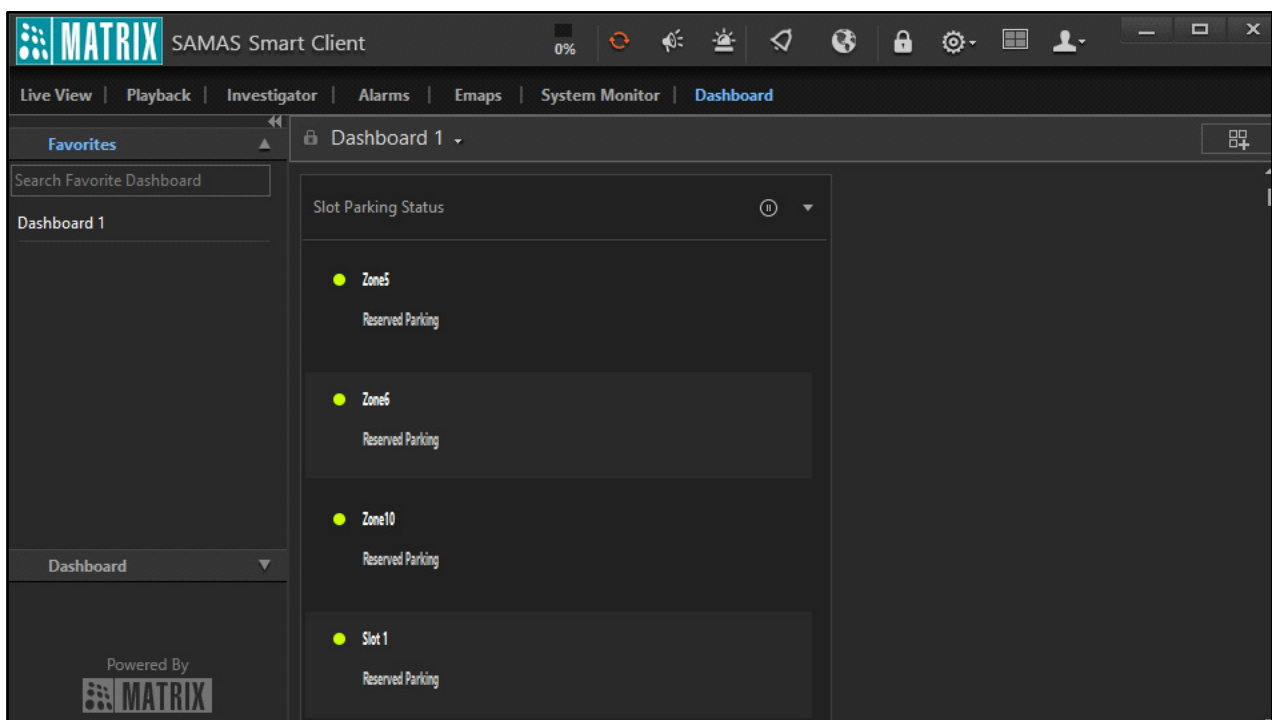 MATRIX SAMAS Smart Client
0%
Live View | Playback | Investigator | Alarms | Emaps | System Monitor | Dashboard
Favorites
Dashboard 1
Search Favorite Dashboard
Dashboard 1
Slot Parking Status
Zone5
Reserved Parking
Zone6
Reserved Parking
Zone10
Reserved Parking
Slot 1
Reserved Parking
Dashboard
Powered By
MATRIX